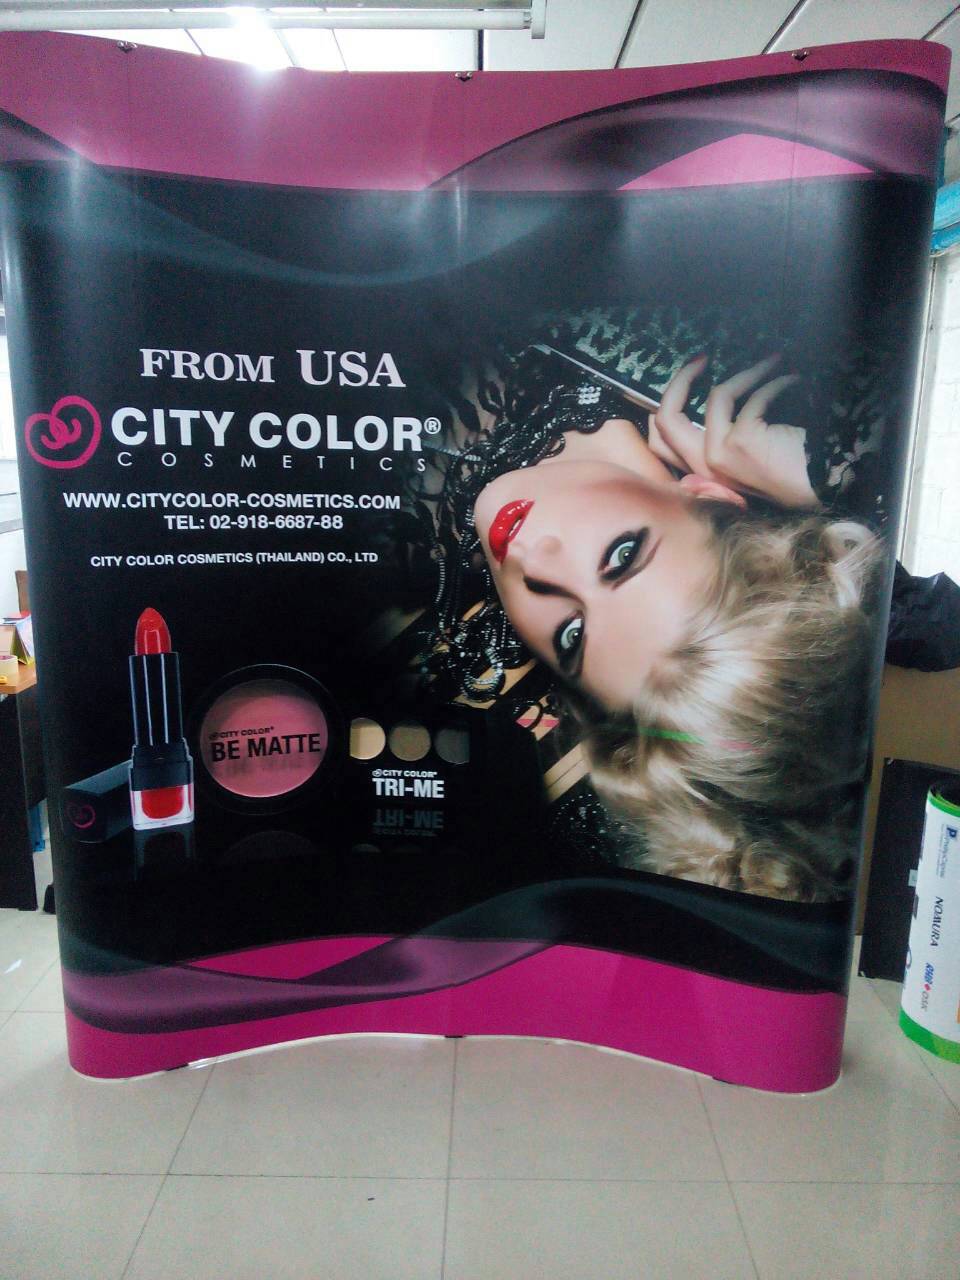 FROM USA
CITY COLOR®
COSMETICS
WWW.CITYCOLOR-COSMETICS.COM
TEL: 02-918-6687-88
CITY COLOR COSMETICS (THAILAND) CO., LTD
CITY COLOR®
BE MATTE
CITY COLOR®
TRI-ME
NOMURA